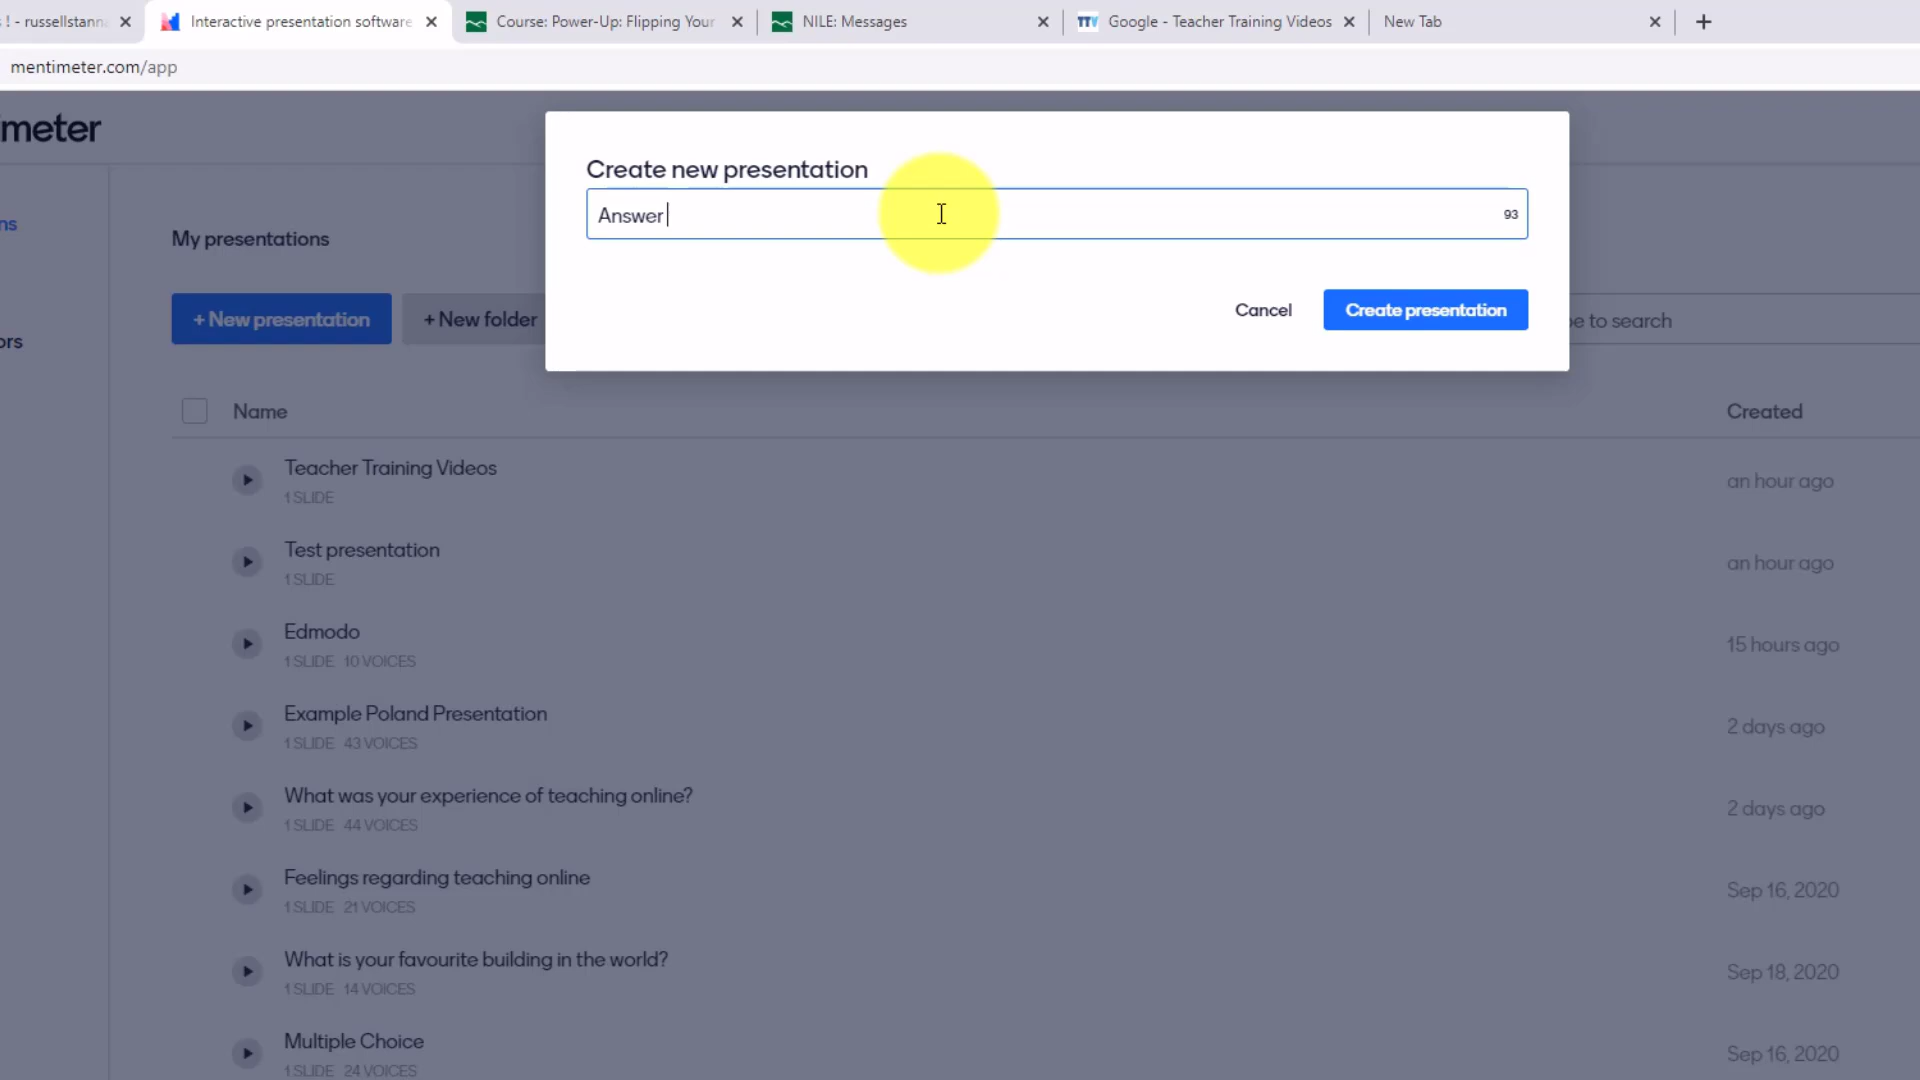 ! - russellstann
Interactive presentation software
Course: Power-Up: Flipping Your
NILE: Messages
TTV Google - Teacher Training Videos
New Tab
mentimeter.com/app
imeter
Create new presentation
Answer
93
ns
My presentations
+ New presentation
+ New folder
Cancel
Create presentation
pe to search
ors
Name
Created
Teacher Training Videos
1 SLIDE
an hour ago
Test presentation
1 SLIDE
an hour ago
Edmodo
1 SLIDE 10 VOICES
15 hours ago
Example Poland Presentation
1 SLIDE 43 VOICES
2 days ago
What was your experience of teaching online?
1 SLIDE 44 VOICES
2 days ago
Feelings regarding teaching online
1 SLIDE 21 VOICES
Sep 16, 2020
What is your favourite building in the world?
1 SLIDE 14 VOICES
Sep 18, 2020
Multiple Choice
1 SLIDE 24 VOICES
Sep 16, 2020